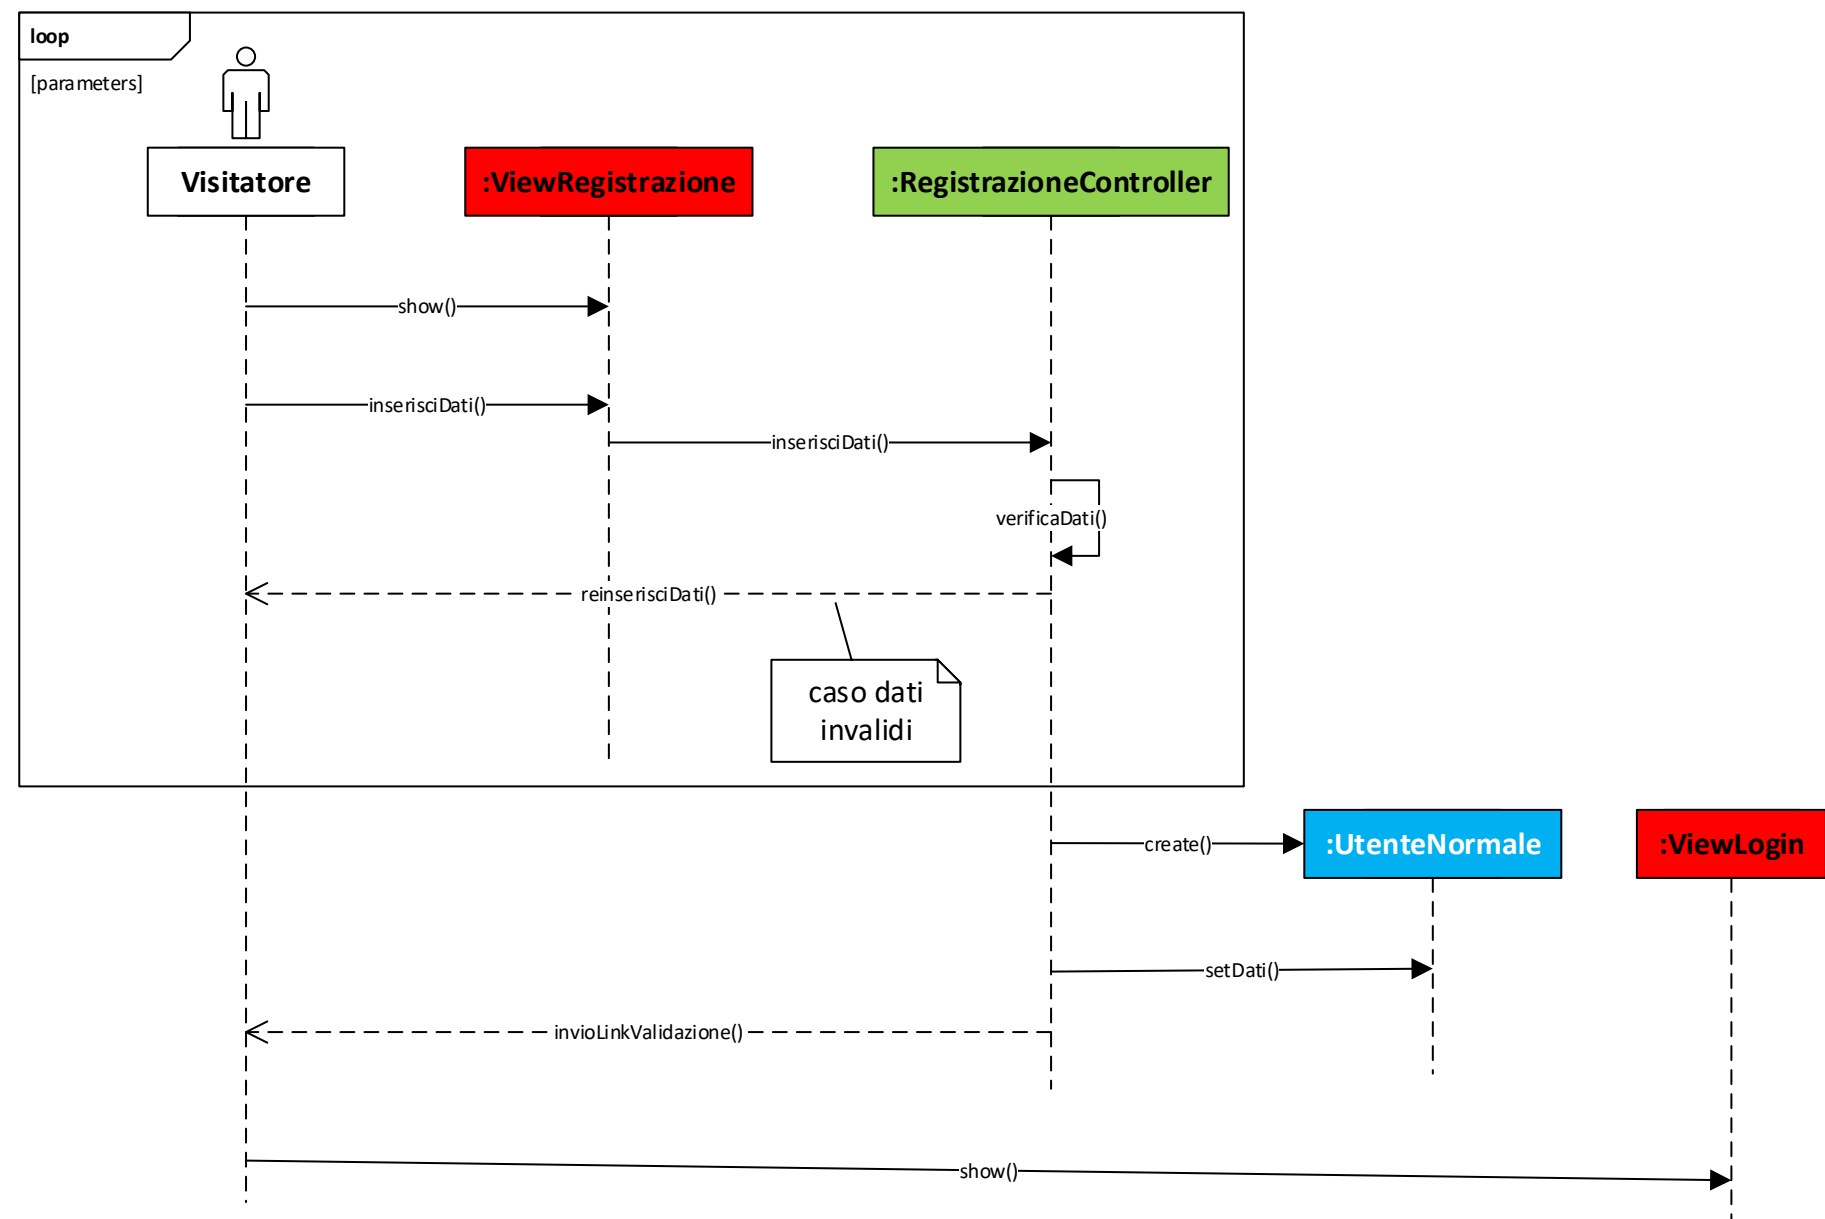 loop
[parameters]
Visitatore
:ViewRegistrazione
:RegistrazioneController
show()
inserisciDati()
inserisciDati()
verificaDati()
reinserisciDati()
caso dati
invalidi
create()
:UtenteNormale
:ViewLogin
setDati()
invioLinkValidazione()
show()